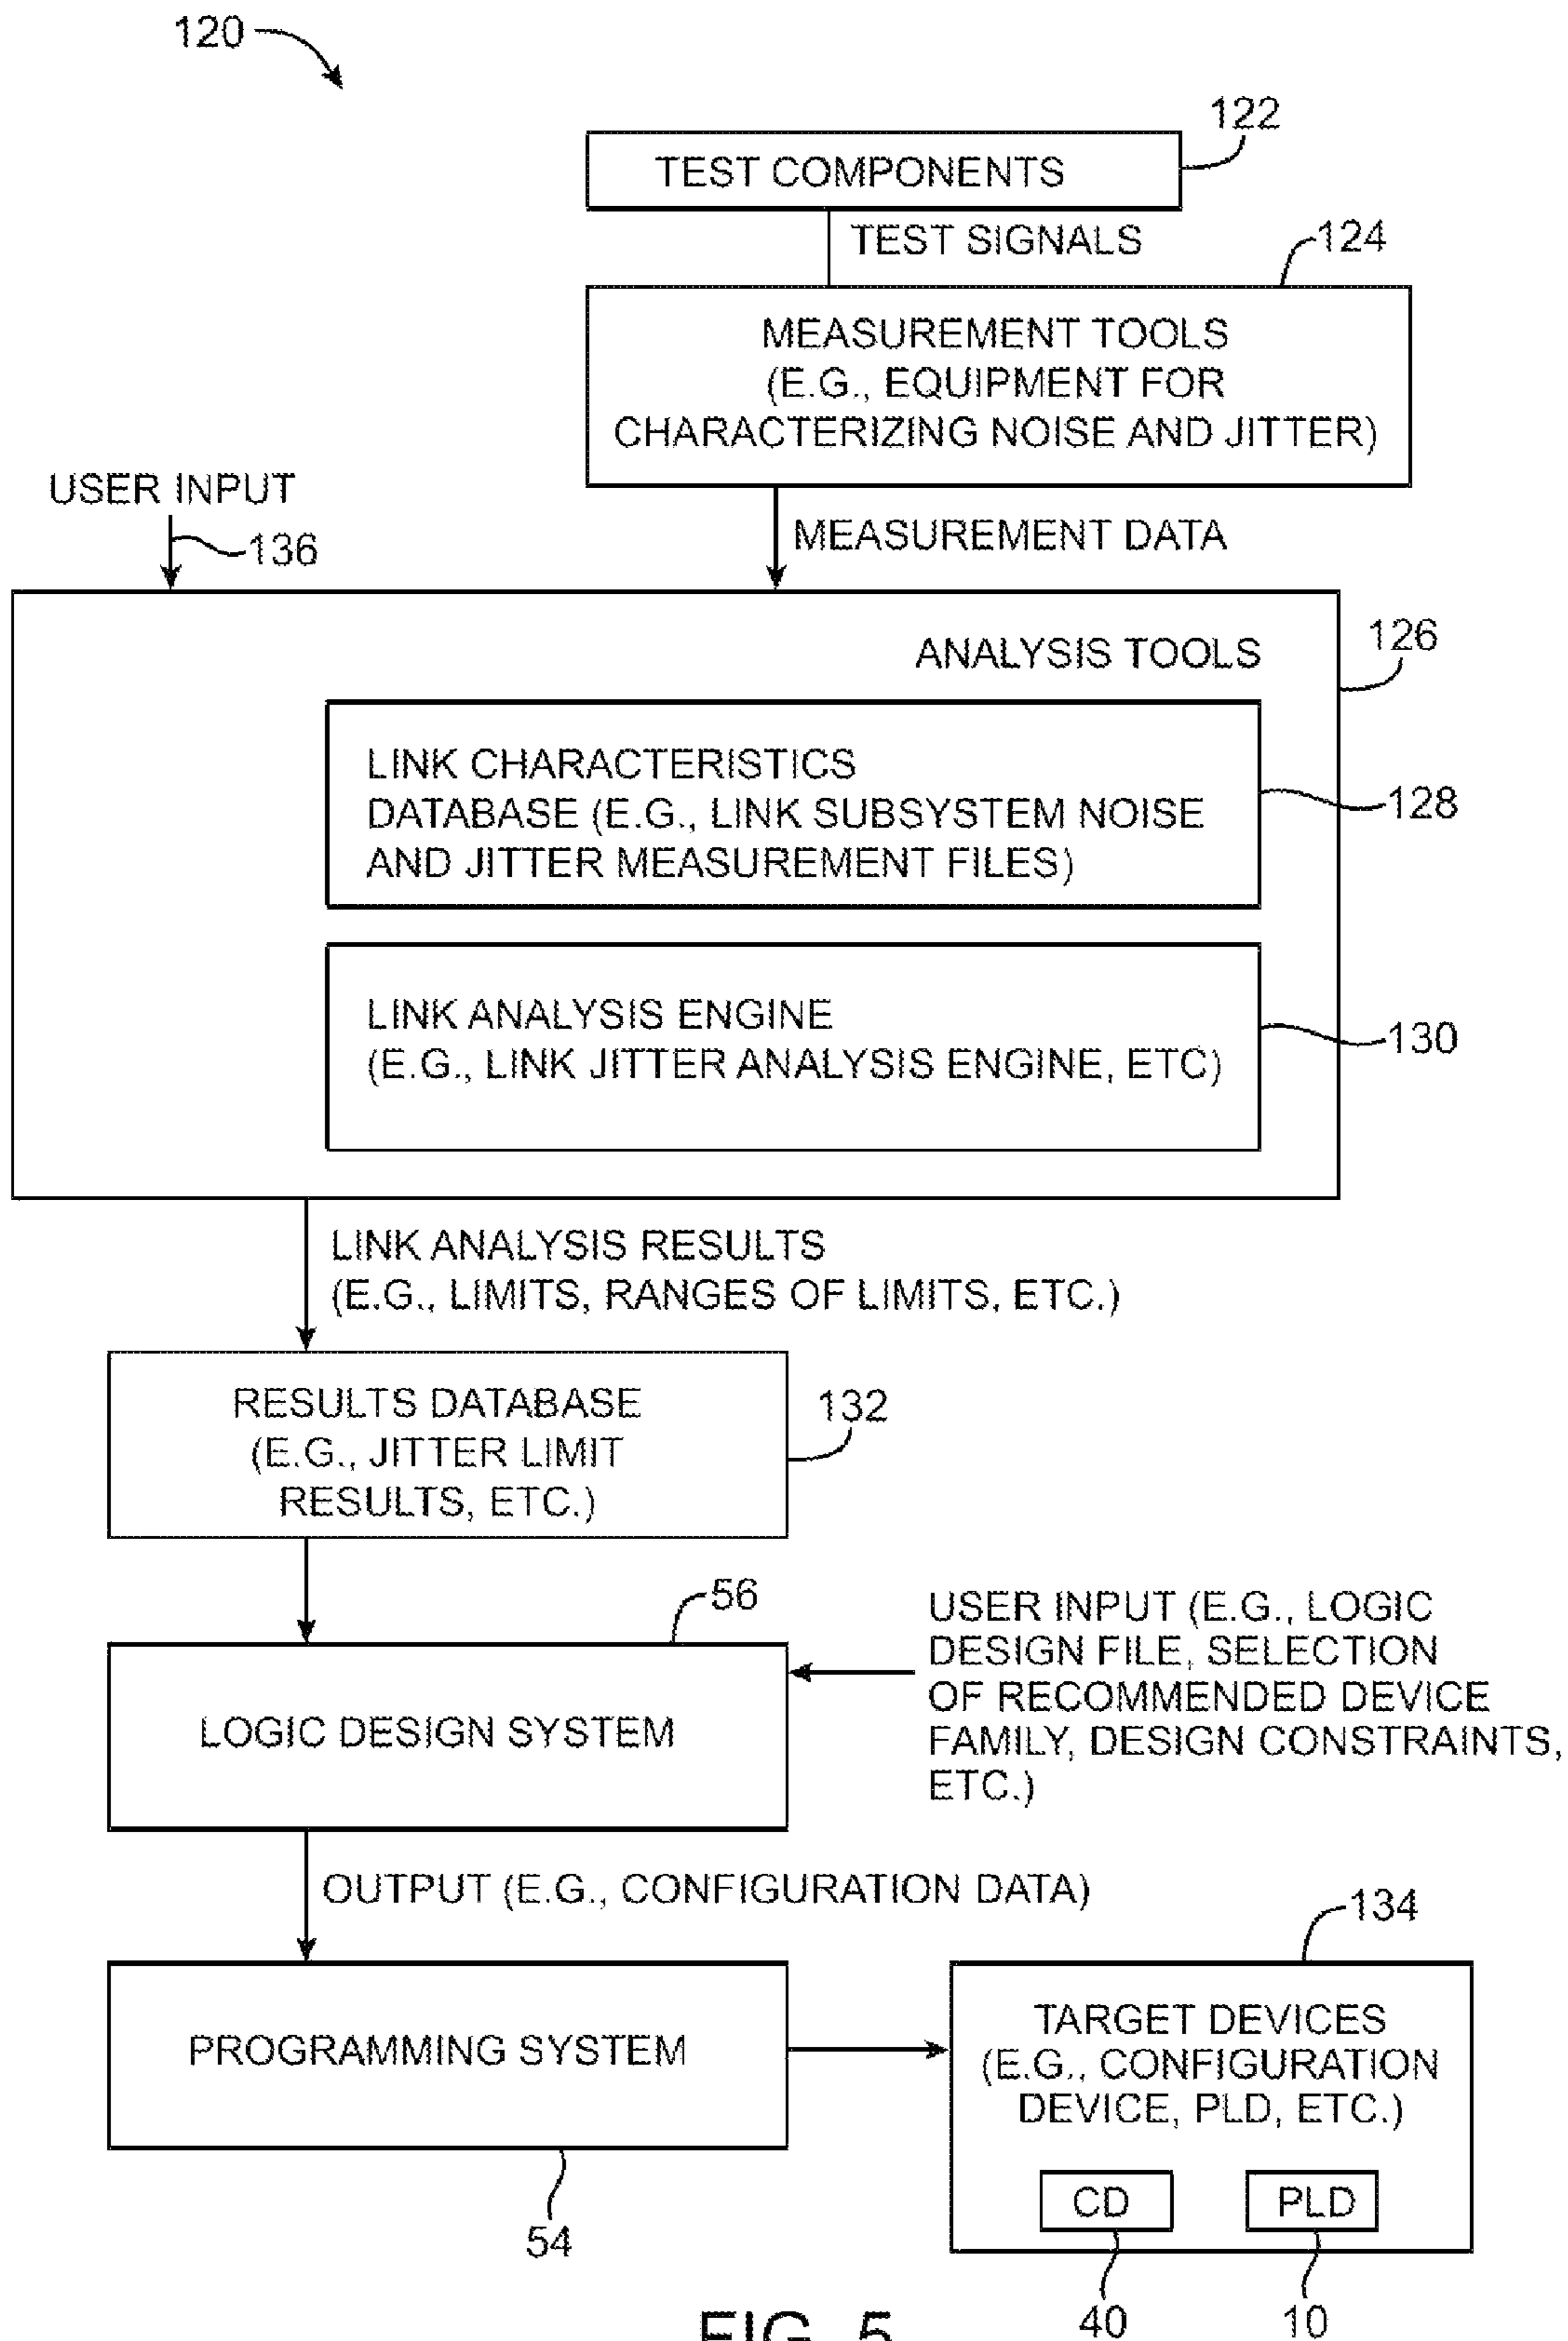 120
122
TEST COMPONENTS
TEST SIGNALS
124
MEASUREMENT TOOLS
(E.G., EQUIPMENT FOR
CHARACTERIZING NOISE AND JITTER)
USER INPUT
136
MEASUREMENT DATA
126
ANALYSIS TOOLS
LINK CHARACTERISTICS
DATABASE (E.G., LINK SUBSYSTEM NOISE
AND JITTER MEASUREMENT FILES)
128
LINK ANALYSIS ENGINE
(E.G., LINK JITTER ANALYSIS ENGINE, ETC)
130
LINK ANALYSIS RESULTS
(E.G., LIMITS, RANGES OF LIMITS, ETC.)
RESULTS DATABASE
(E.G., JITTER LIMIT
RESULTS, ETC.)
132
56
LOGIC DESIGN SYSTEM
USER INPUT (E.G., LOGIC
DESIGN FILE, SELECTION
OF RECOMMENDED DEVICE
FAMILY, DESIGN CONSTRAINTS,
ETC.)
OUTPUT (E.G., CONFIGURATION DATA)
134
PROGRAMMING SYSTEM
54
TARGET DEVICES
(E.G., CONFIGURATION
DEVICE, PLD, ETC.)
CD
PLD
40
10
FIG. 5